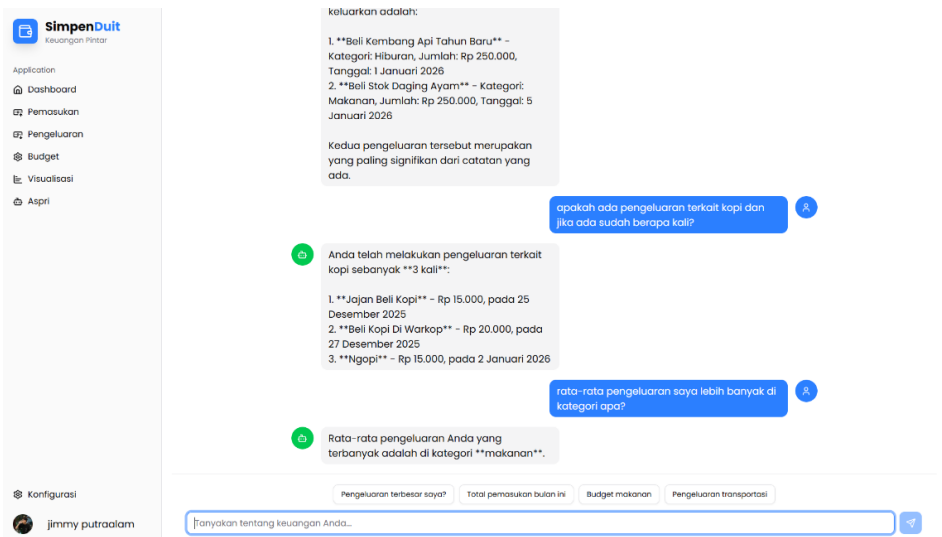 SimpenDuit
Keuangan Pintar
Application
Dashboard
Pemasukan
Pengeluaran
Budget
Visualisasi
Aspri
Konfigurasi
jimmy putraalam
keluarkan adalah:
1. **Beli Kembang Api Tahun Baru** -
Kategori: Hiburan, Jumlah: Rp 250.000,
Tanggal: 1 Januari 2026
2. **Beli Stok Daging Ayam** - Kategori:
Makanan, Jumlah: Rp 250.000, Tanggal: 5
Januari 2026
Kedua pengeluaran tersebut merupakan
yang paling signifikan dari catatan yang
ada.
apakah ada pengeluaran terkait kopi dan
jika ada sudah berapa kali?
Anda telah melakukan pengeluaran terkait
kopi sebanyak **3 kali**:
1. **Jajan Beli Kopi** - Rp 15.000, pada 25
Desember 2025
2. **Beli Kopi Di Warkop** - Rp 20.000, pada
27 Desember 2025
3. **Ngopi** - Rp 15.000, pada 2 Januari 2026
rata-rata pengeluaran saya lebih banyak di
kategori apa?
Rata-rata pengeluaran Anda yang
terbanyak adalah di kategori **makanan**.
Pengeluaran terbesar saya?
Total pemasukan bulan ini
Budget makanan
Pengeluaran transportasi
Tanyakan tentang keuangan Anda...